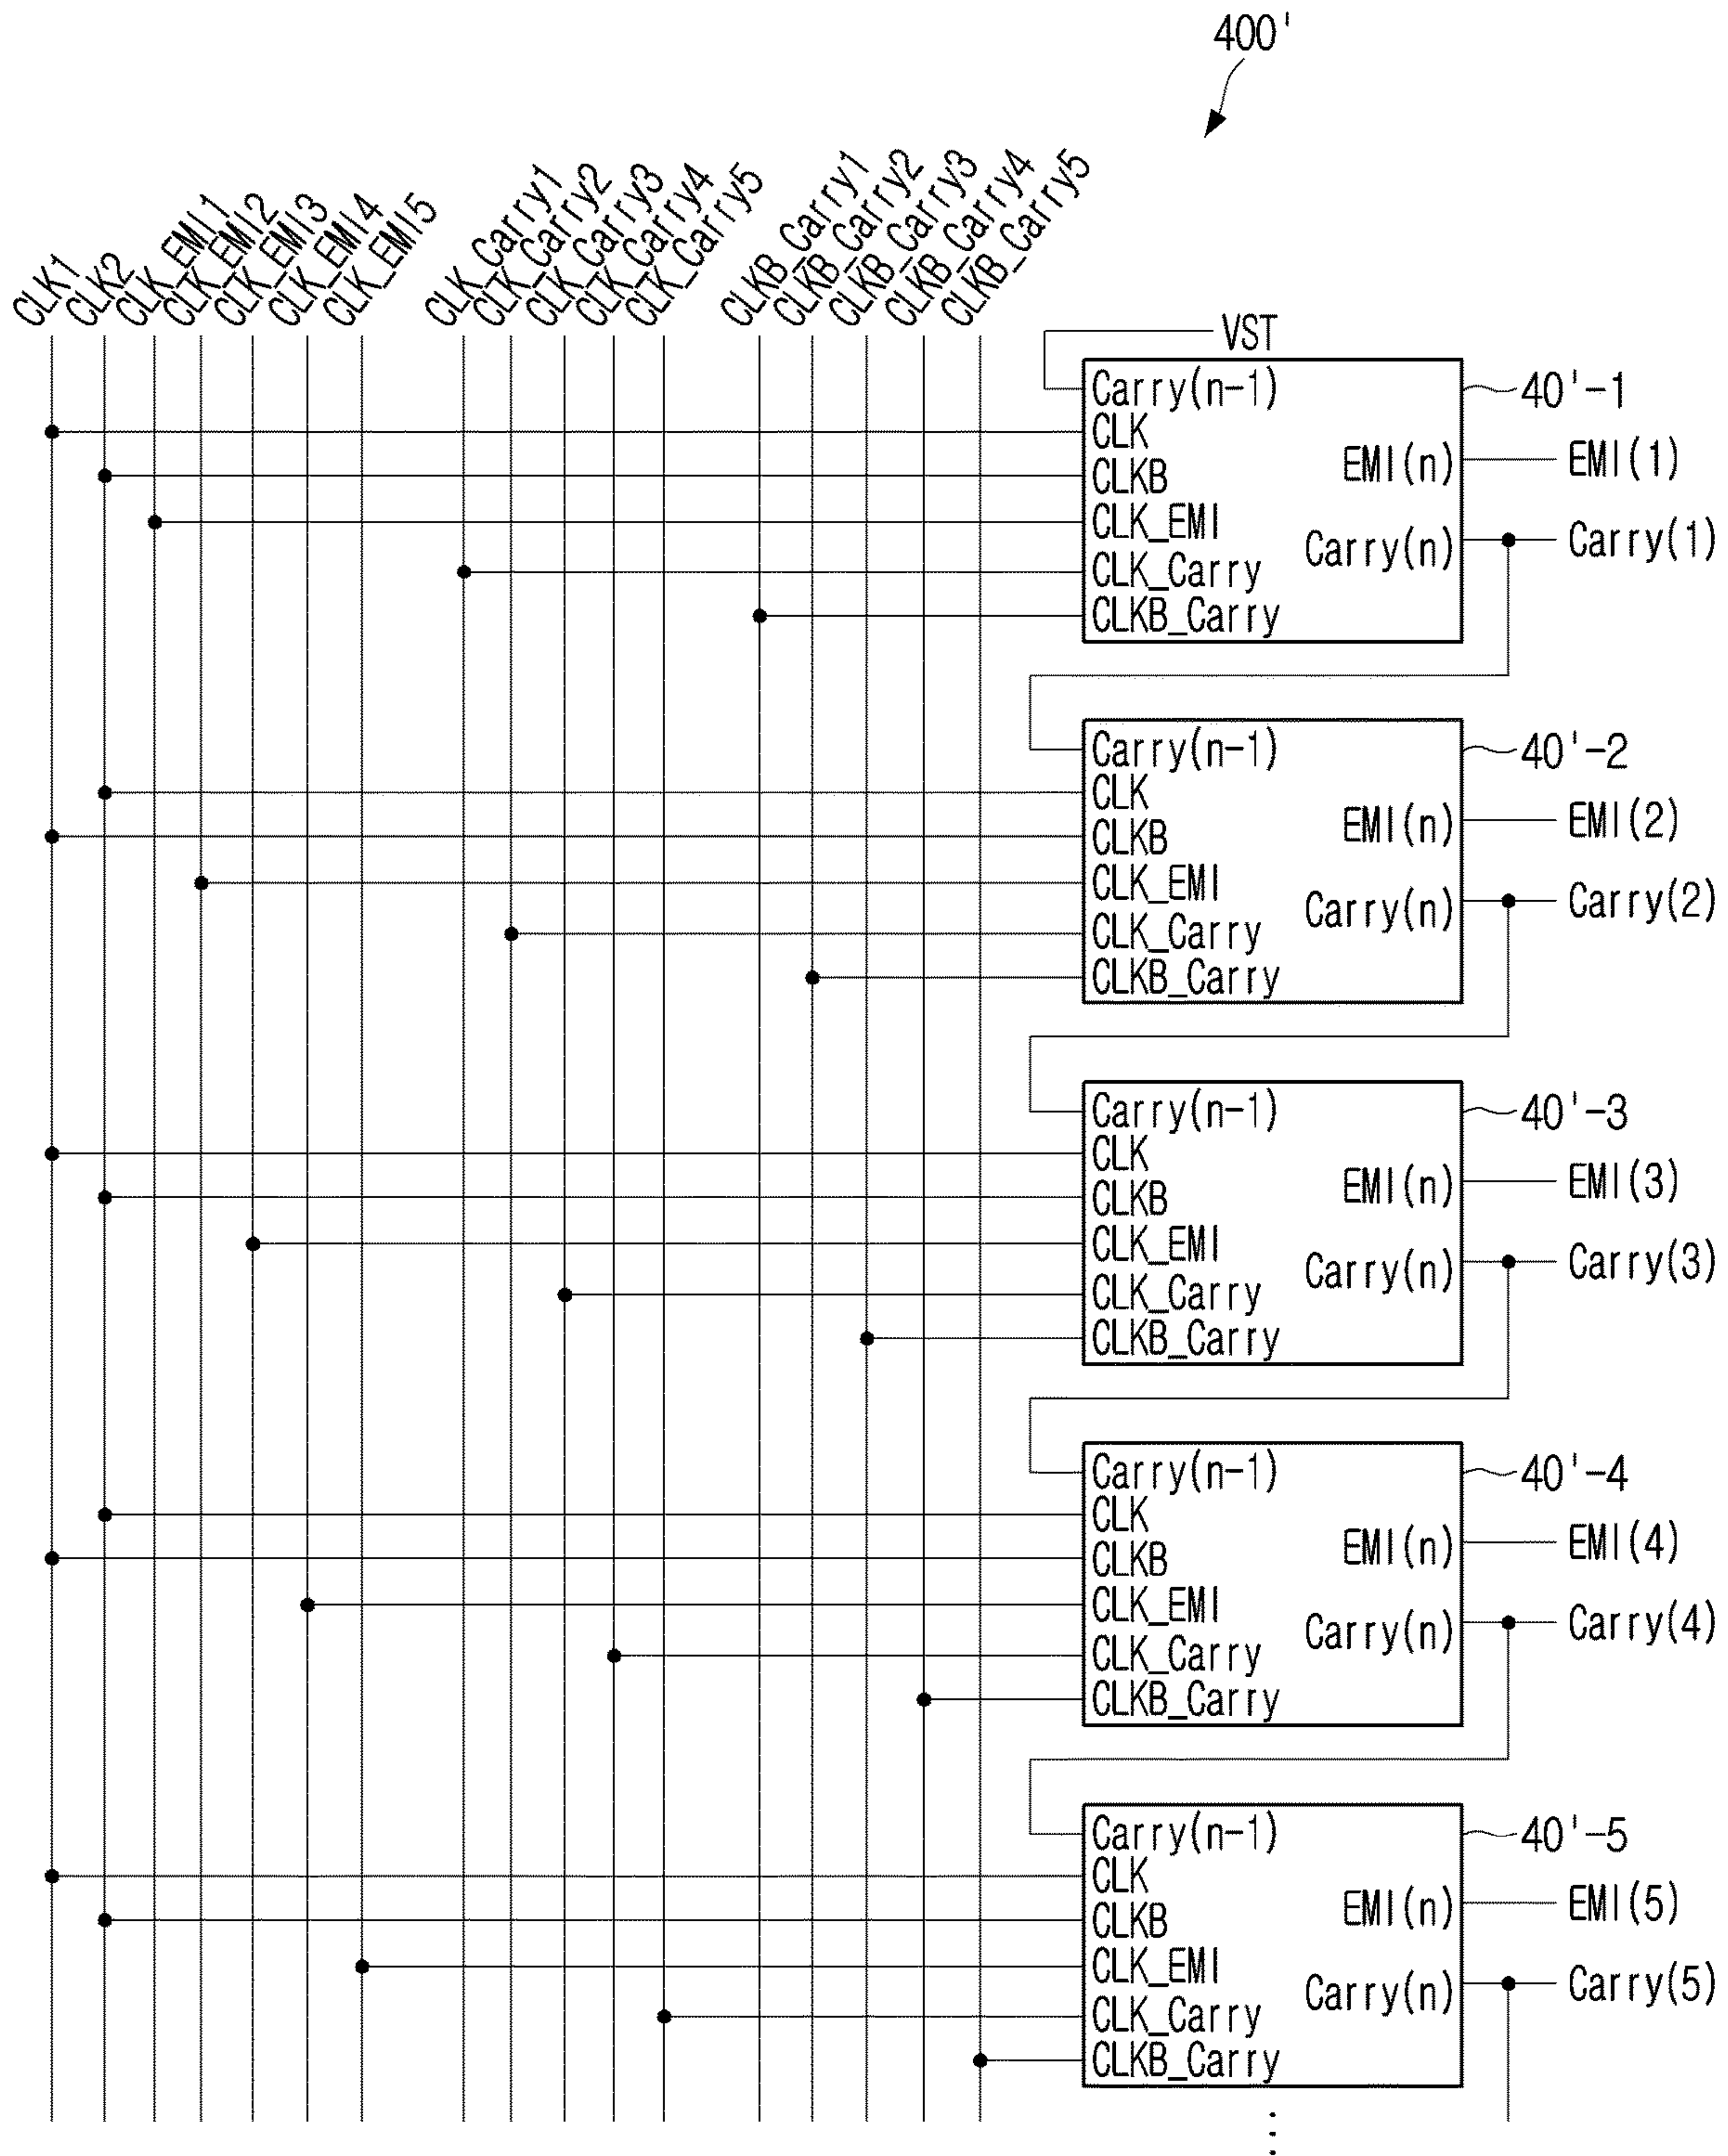 400'
CLK1
CLK2
CLK_EMI1
CLK_EMI2
CLK_EMI3
CLK_EMI4
CLK_EMI5
CLK_Carry1
CLK_Carry2
CLK_Carry3
CLK_Carry4
CLK_Carry5
CLKB_Carry1
CLKB_Carry2
CLKB_Carry3
CLKB_Carry4
CLKB_Carry5
VST
Carry(n-1)
CLK
CLKB
CLK_EMI
CLK_Carry
CLKB_Carry
EMI(n)
Carry(n)
40'-1
EMI(1)
Carry(1)
Carry(n-1)
CLK
CLKB
CLK_EMI
CLK_Carry
CLKB_Carry
EMI(n)
Carry(n)
40'-2
EMI(2)
Carry(2)
Carry(n-1)
CLK
CLKB
CLK_EMI
CLK_Carry
CLKB_Carry
EMI(n)
Carry(n)
40'-3
EMI(3)
Carry(3)
Carry(n-1)
CLK
CLKB
CLK_EMI
CLK_Carry
CLKB_Carry
EMI(n)
Carry(n)
40'-4
EMI(4)
Carry(4)
Carry(n-1)
CLK
CLKB
CLK_EMI
CLK_Carry
CLKB_Carry
EMI(n)
Carry(n)
40'-5
EMI(5)
Carry(5)